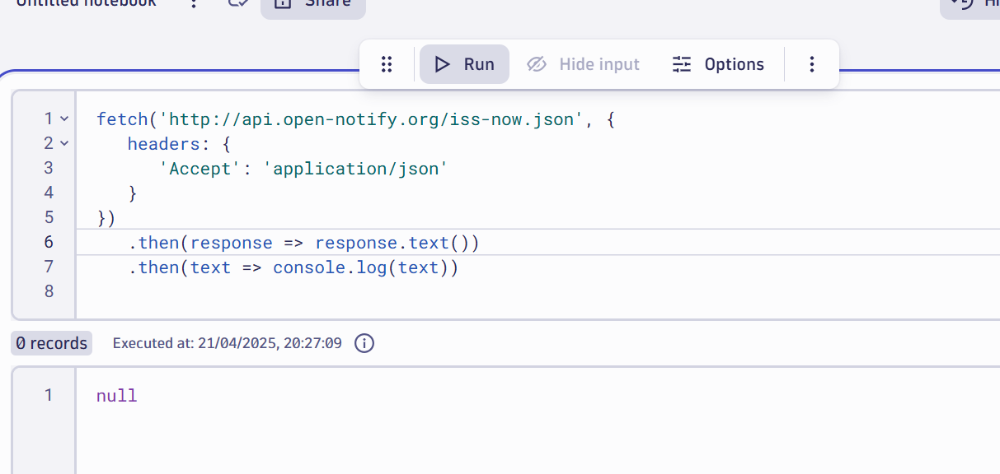 Untitled notebook
Share
Run Hide input Options
1 fetch('http://api.open-notify.org/iss-now.json', {
2 headers: {
3 'Accept': 'application/json'
4 }
5 })
6 .then(response => response.text())
7 .then(text => console.log(text))
8
0 records Executed at: 21/04/2025, 20:27:09
1 null